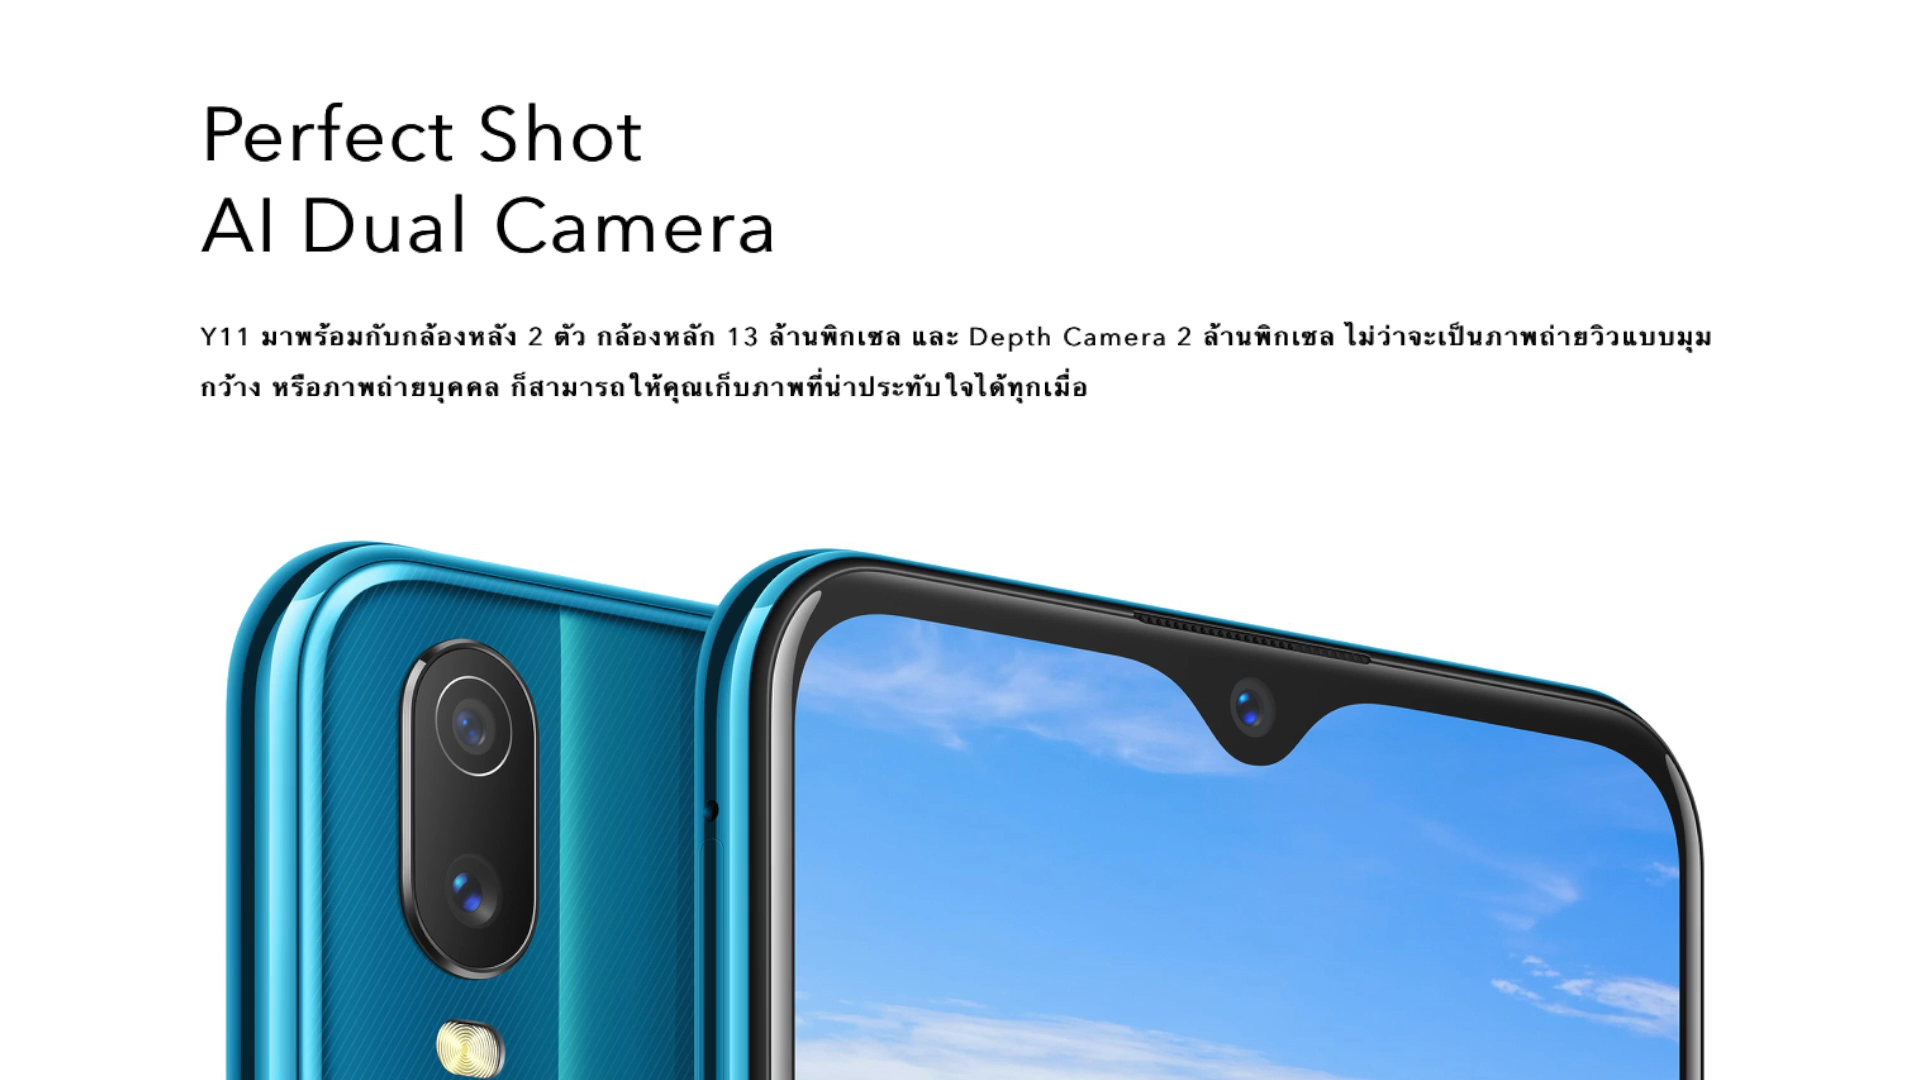 Perfect Shot
AI Dual Camera
Y11 มาพร้อมกับกล้องหลัง 2 ตัว กล้องหลัก 13 ล้านพิกเซล และ Depth Camera 2 ล้านพิกเซล ไม่ว่าจะเป็นภาพถ่ายวิวแบบมุม
กว้าง หรือภาพถ่ายบุคคล ก็สามารถให้คุณเก็บภาพที่น่าประทับใจได้ทุกเมื่อ